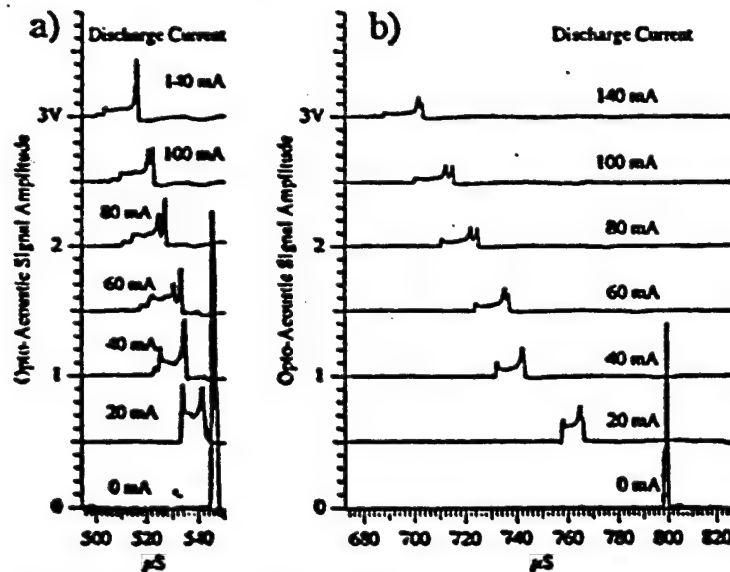 a)
Discharge Current
140 mA
100 mA
80 mA
60 mA
40 mA
20 mA
0 mA
3V
2
1
0
Opto-Acoustic Signal Amplitude
500 520 540
µS
b)
Discharge Current
140 mA
100 mA
80 mA
60 mA
40 mA
20 mA
0 mA
3V
2
1
0
Opto-Acoustic Signal Amplitude
680 700 720 740 760 780 800 820
µS